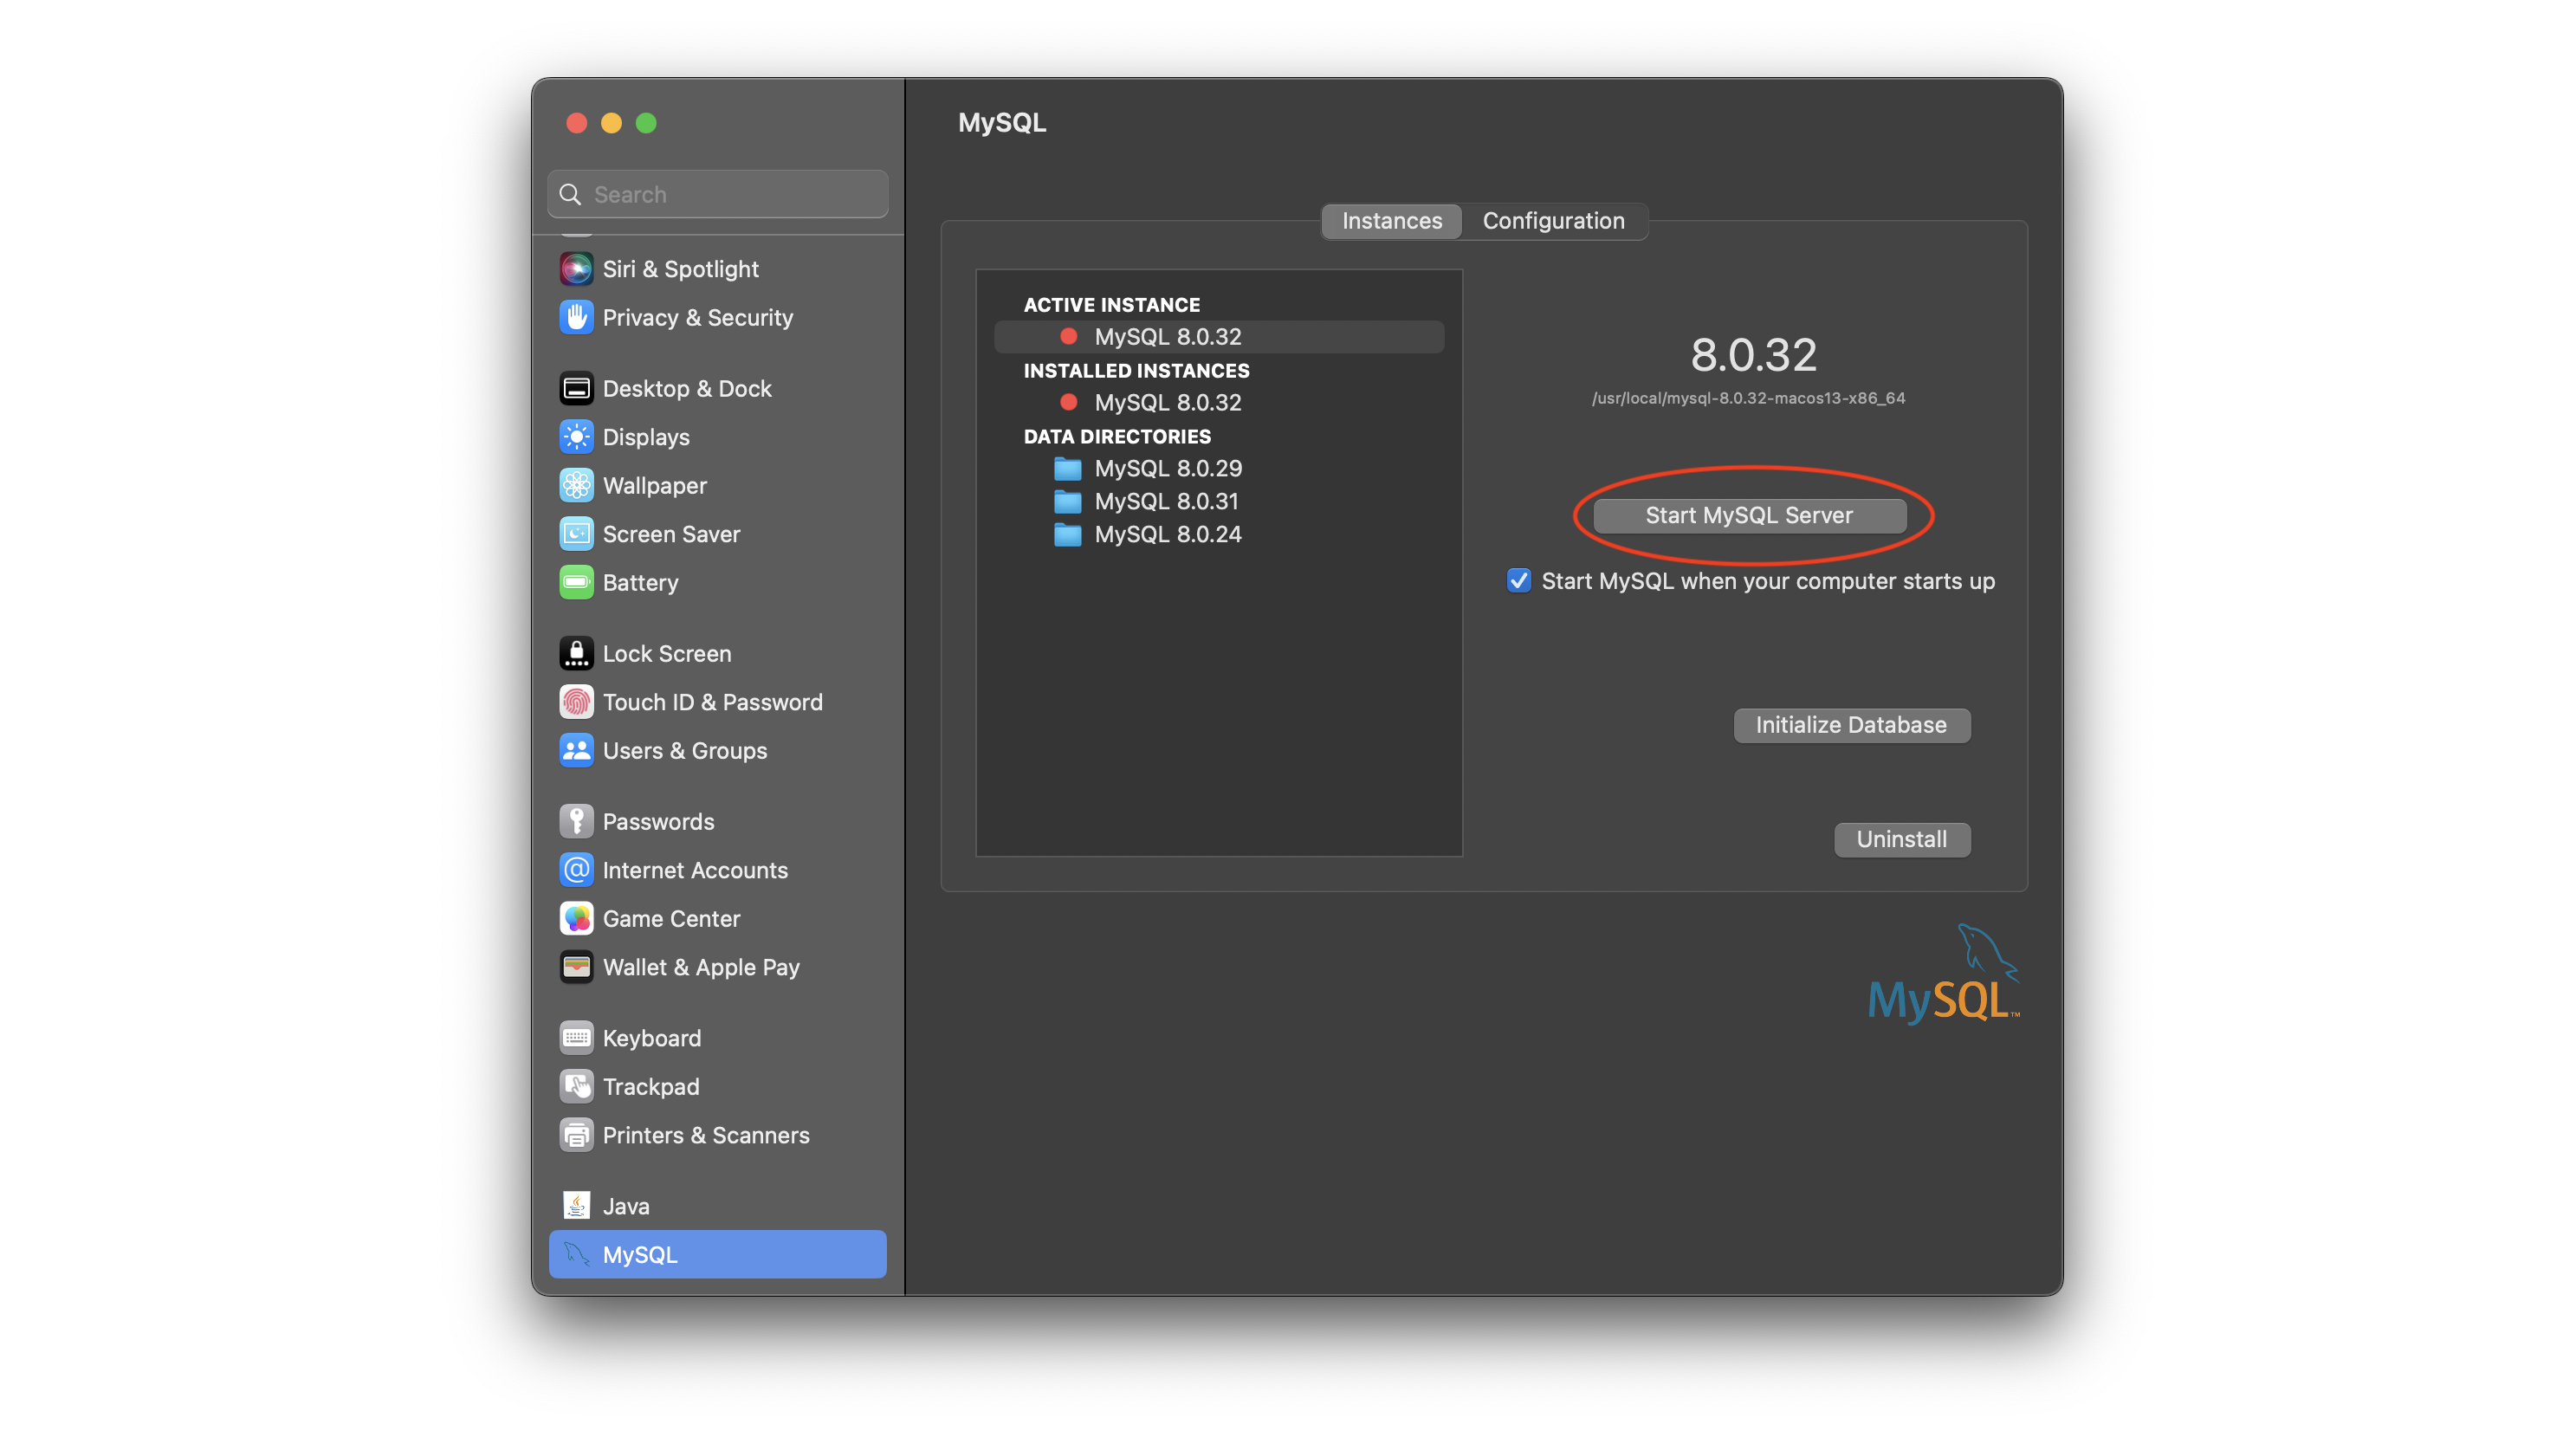 MySQL
Search
Siri & Spotlight
Privacy & Security
Desktop & Dock
Displays
Wallpaper
Screen Saver
Battery
Lock Screen
Touch ID & Password
Users & Groups
Passwords
Internet Accounts
Game Center
Wallet & Apple Pay
Keyboard
Trackpad
Printers & Scanners
Java
MySQL
Instances Configuration
ACTIVE INSTANCE
MySQL 8.0.32
INSTALLED INSTANCES
MySQL 8.0.32
DATA DIRECTORIES
MySQL 8.0.29
MySQL 8.0.31
MySQL 8.0.24
8.0.32
/usr/local/mysql-8.0.32-macos13-x86_64
Start MySQL Server
Start MySQL when your computer starts up
Initialize Database
Uninstall
MySQL™